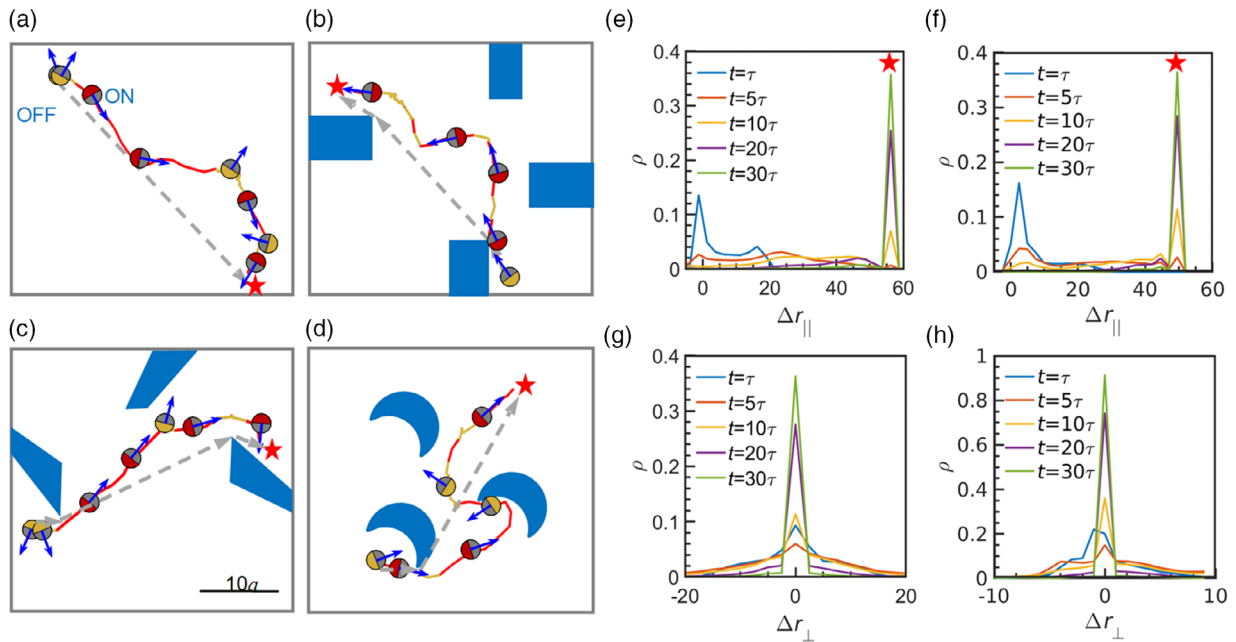 (a)
OFF
ON
(b)
(c)
10a
(d)
(e)
0.4
0.3
0.2
0.1
0
ρ
t=τ
t=5τ
t=10τ
t=20τ
t=30τ
0 20 40 60
Δr||
(f)
0.4
0.3
0.2
0.1
0
ρ
t=τ
t=5τ
t=10τ
t=20τ
t=30τ
0 20 40 60
Δr||
(g)
0.4
0.3
0.2
0.1
0
ρ
t=τ
t=5τ
t=10τ
t=20τ
t=30τ
-20 0 20
Δr⊥
(h)
1
0.8
0.6
0.4
0.2
0
ρ
t=τ
t=5τ
t=10τ
t=20τ
t=30τ
-10 0 10
Δr⊥